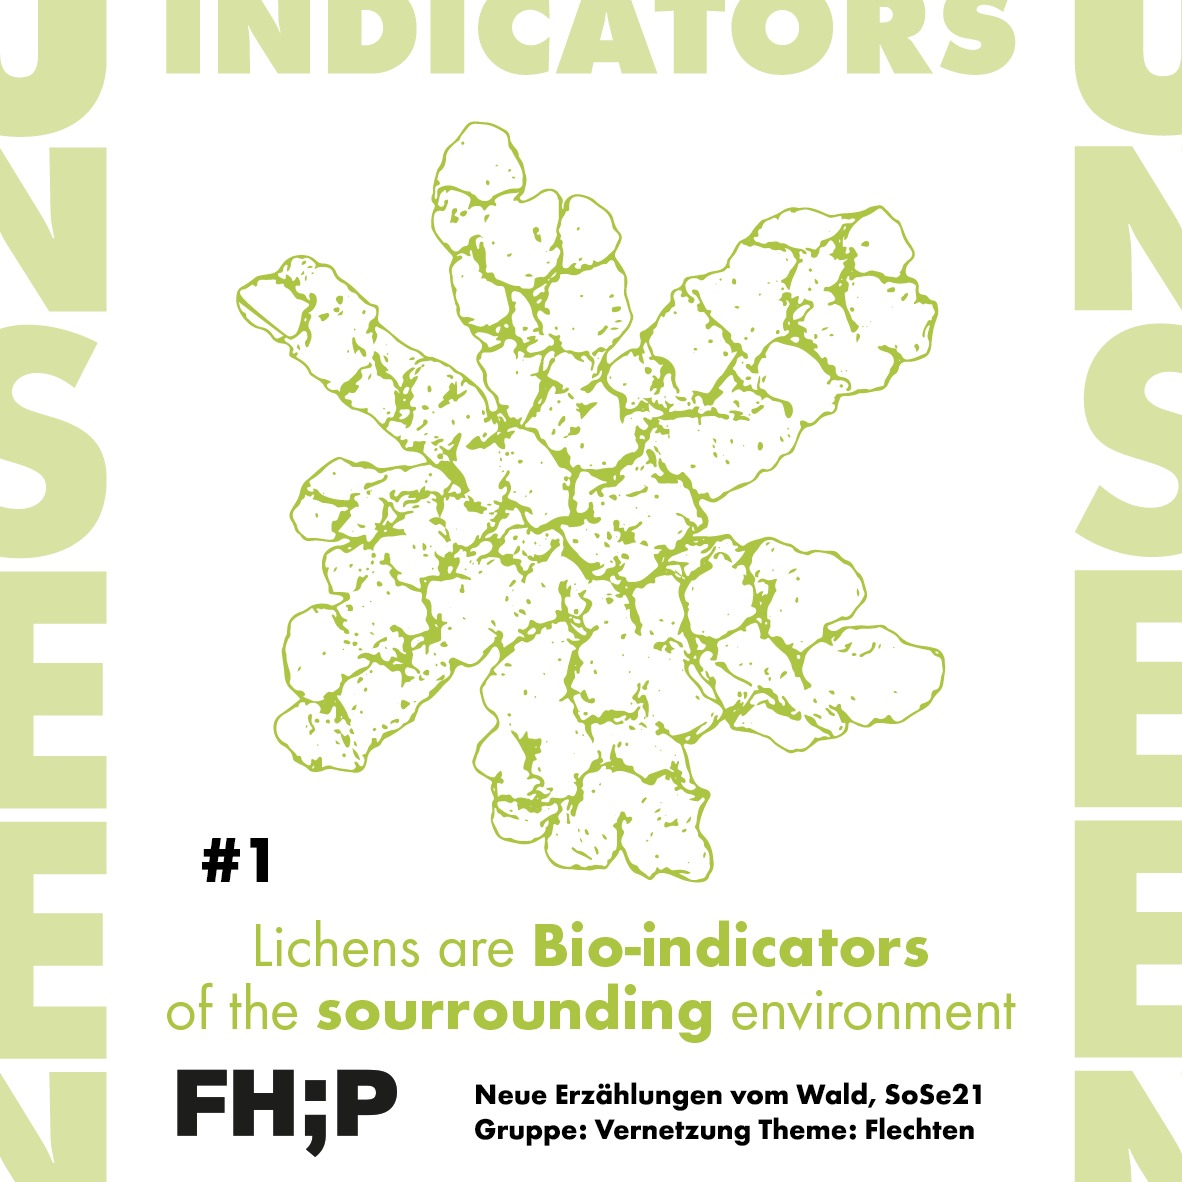 INDICATORS
UNSEEN
UNSEEN
#1
Lichens are Bio-indicators
of the sourrounding environment
FH;P
Neue Erzählungen vom Wald, SoSe21
Gruppe: Vernetzung Theme: Flechten